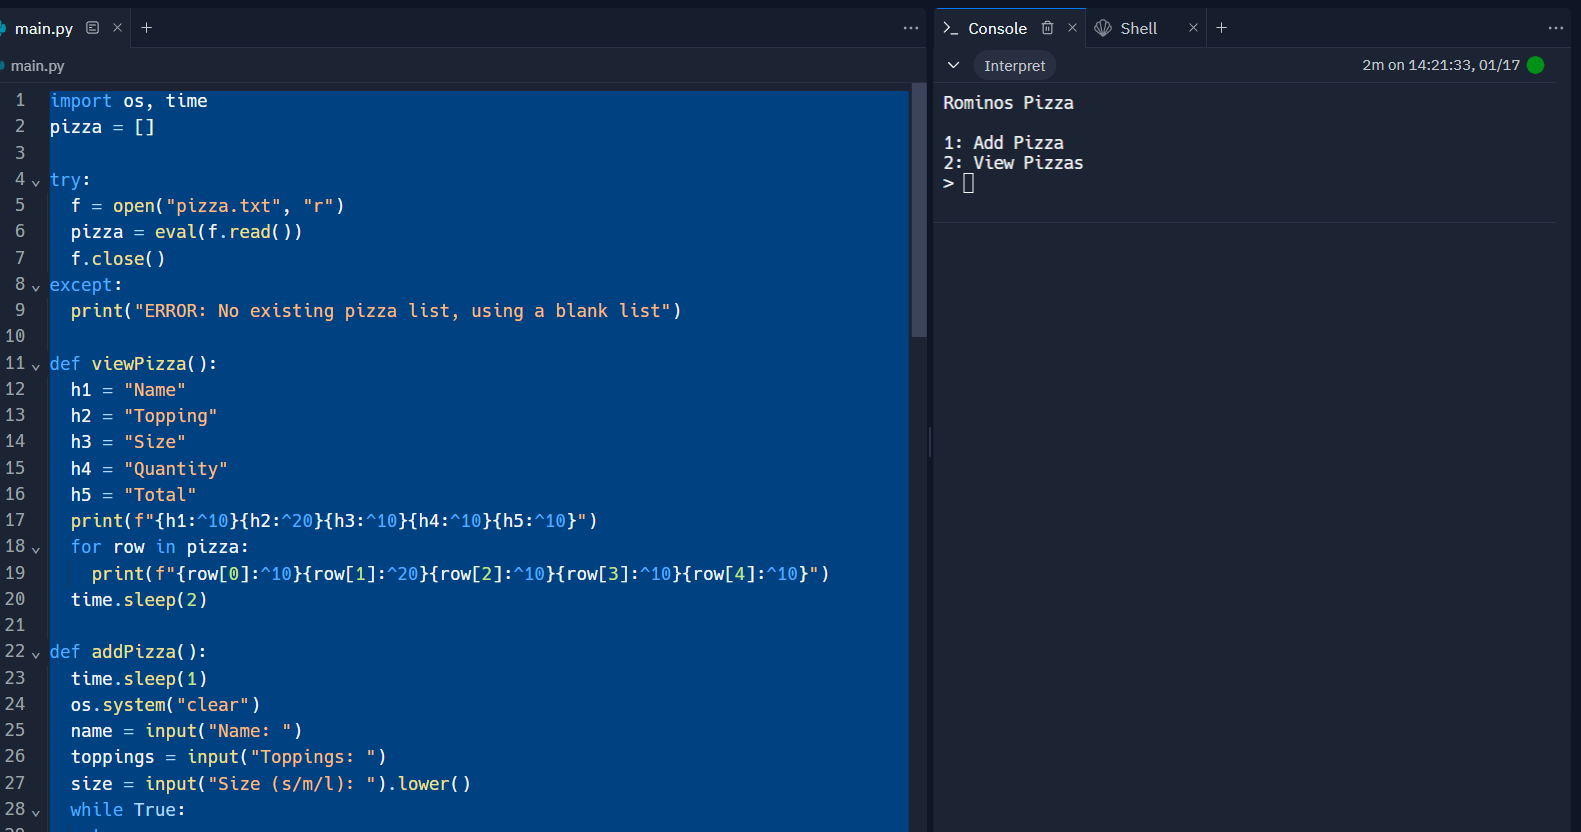 main.py
main.py
1 import os, time
2 pizza = []
3
4 try:
5   f = open("pizza.txt", "r")
6   pizza = eval(f.read())
7   f.close()
8 except:
9   print("ERROR: No existing pizza list, using a blank list")
10
11 def viewPizza():
12   h1 = "Name"
13   h2 = "Topping"
14   h3 = "Size"
15   h4 = "Quantity"
16   h5 = "Total"
17   print(f"{h1:^10}{h2:^20}{h3:^10}{h4:^10}{h5:^10}")
18   for row in pizza:
19     print(f"{row[0]:^10}{row[1]:^20}{row[2]:^10}{row[3]:^10}{row[4]:^10}")
20   time.sleep(2)
21
22 def addPizza():
23   time.sleep(1)
24   os.system("clear")
25   name = input("Name: ")
26   toppings = input("Toppings: ")
27   size = input("Size (s/m/l): ").lower()
28   while True:
Console Shell
Interpret 2m on 14:21:33, 01/17
Rominos Pizza
1: Add Pizza
2: View Pizzas
>